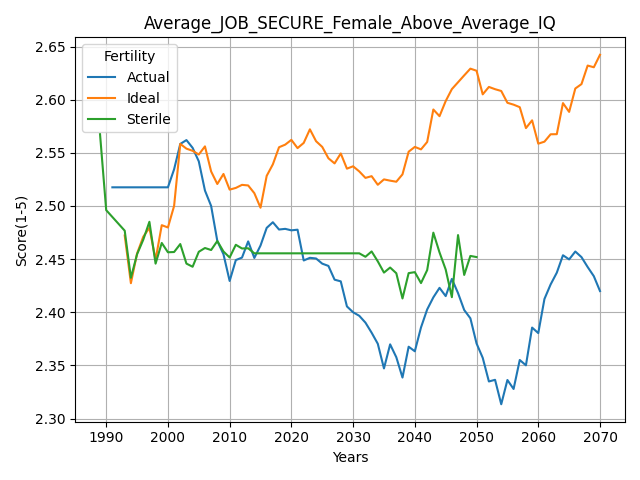 Average_JOB_SECURE_Female_Above_Average_IQ
Fertility
Actual
Ideal
Sterile
Score(1-5)
2.65
2.60
2.55
2.50
2.45
2.40
2.35
2.30
1990 2000 2010 2020 2030 2040 2050 2060 2070
Years